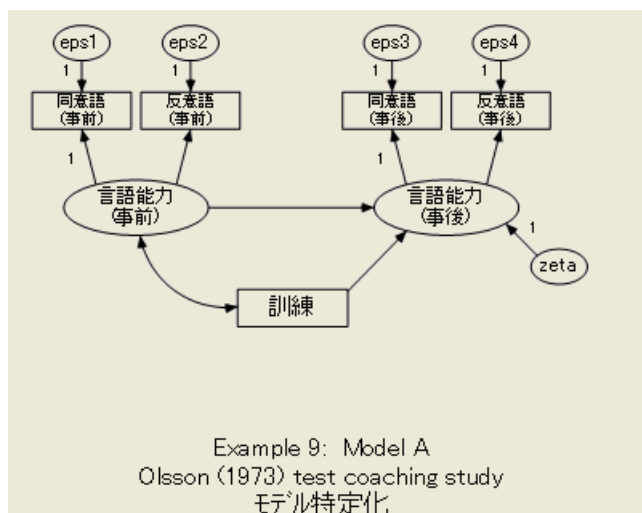 eps1
eps2
eps3
eps4
1
1
1
1
同意語
(事前)
反意語
(事前)
同意語
(事後)
反意語
(事後)
1
1
言語能力
(事前)
言語能力
(事後)
1
zeta
訓練
Example 9: Model A
Olsson (1973) test coaching study
モデル特定化